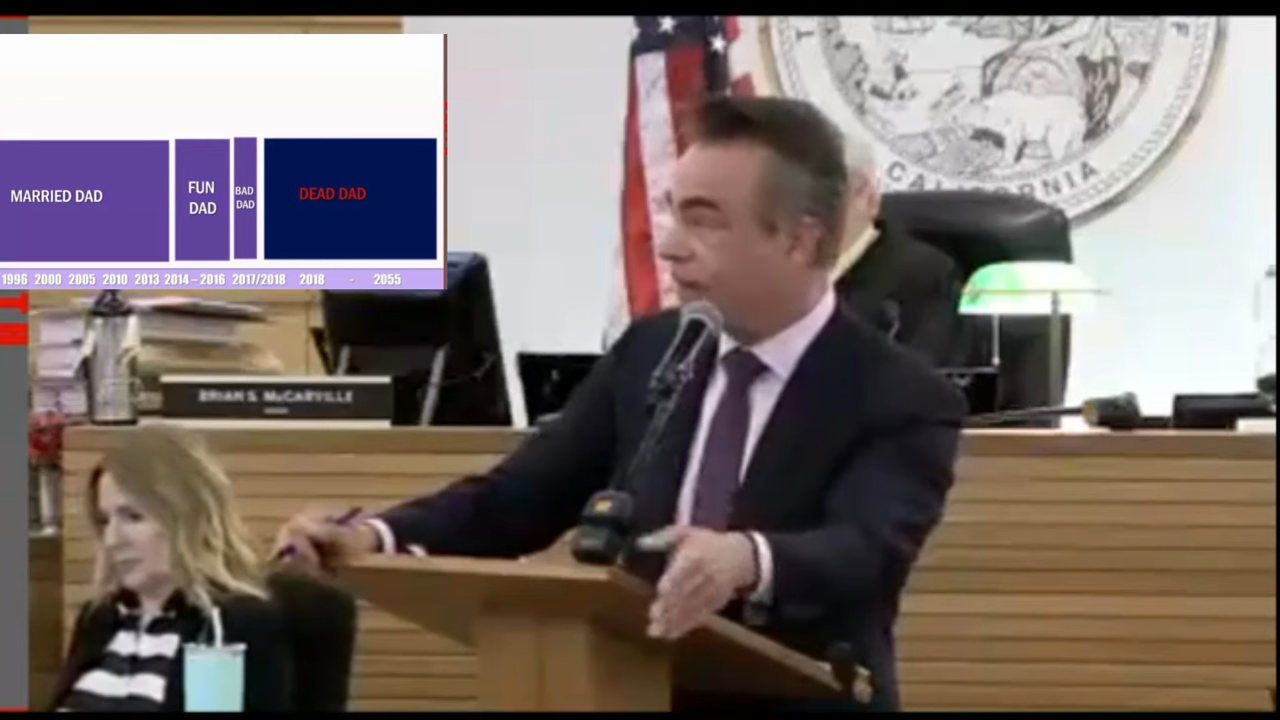 MARRIED DAD
FUN
DAD
BAD
DAD
DEAD DAD
1996 2000 2005 2010 2013 2014 – 2016 2017/2018 2018 - 2055
BRIAN S. McCARVILLE
CALIFORNIA